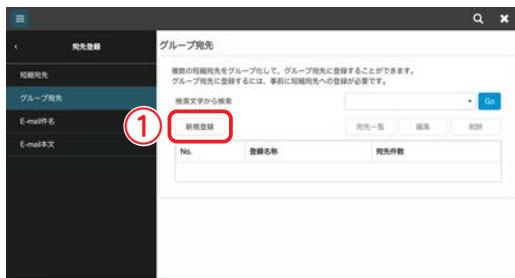 宛先登録
グループ宛先
短縮宛先
グループ宛先
E-mail件名
E-mail本文
複数の短縮宛先をグループ化して、グループ宛先に登録することができます。
グループ宛先に登録するには、事前に短縮宛先への登録が必要です。
検索文字から検索
Go
①
新規登録
宛先一覧
編集
削除
No.
登録名称
宛先件数